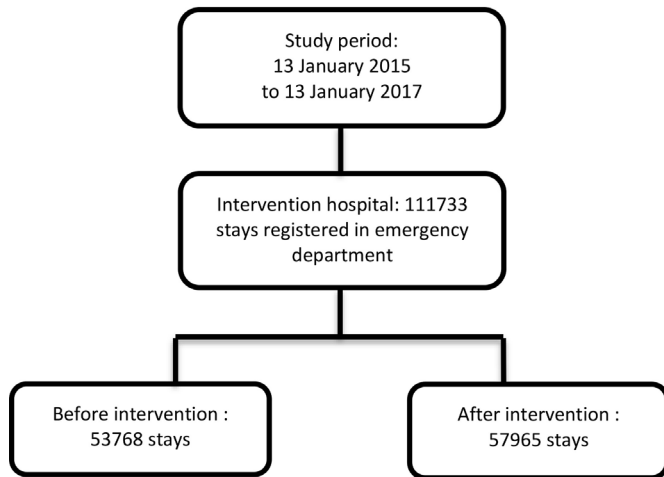 Study period:
13 January 2015
to 13 January 2017
Intervention hospital: 111733
stays registered in emergency
department
Before intervention :
53768 stays
After intervention :
57965 stays